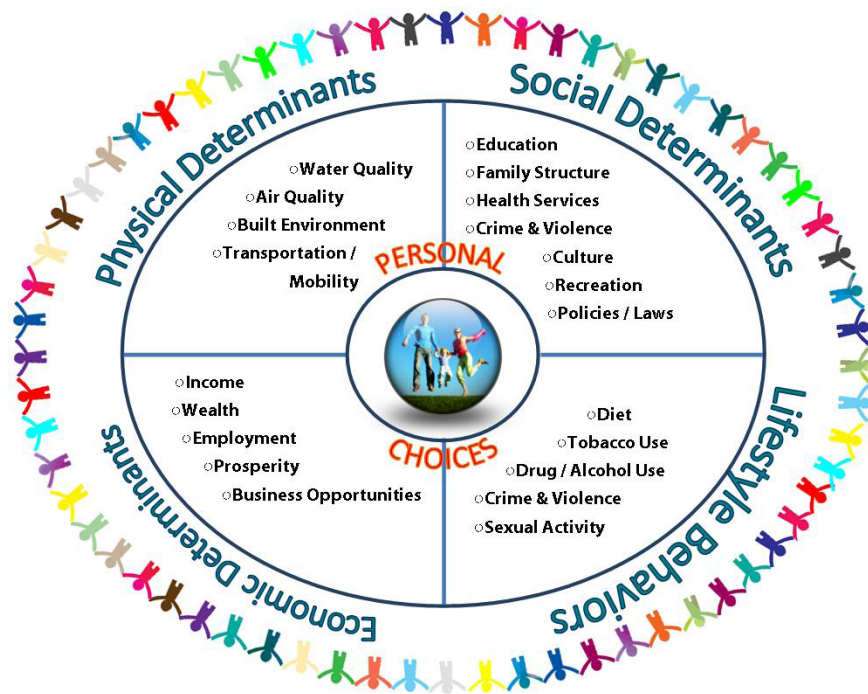 Physical Determinants
○Water Quality
○Air Quality
○Built Environment
○Transportation /
Mobility
Social Determinants
○Education
○Family Structure
○Health Services
○Crime & Violence
○Culture
○Recreation
○Policies / Laws
PERSONAL
CHOICES
Economic Determinants
○Income
○Wealth
○Employment
○Prosperity
○Business Opportunities
Lifestyle Behaviors
○Diet
○Tobacco Use
○Drug / Alcohol Use
○Crime & Violence
○Sexual Activity